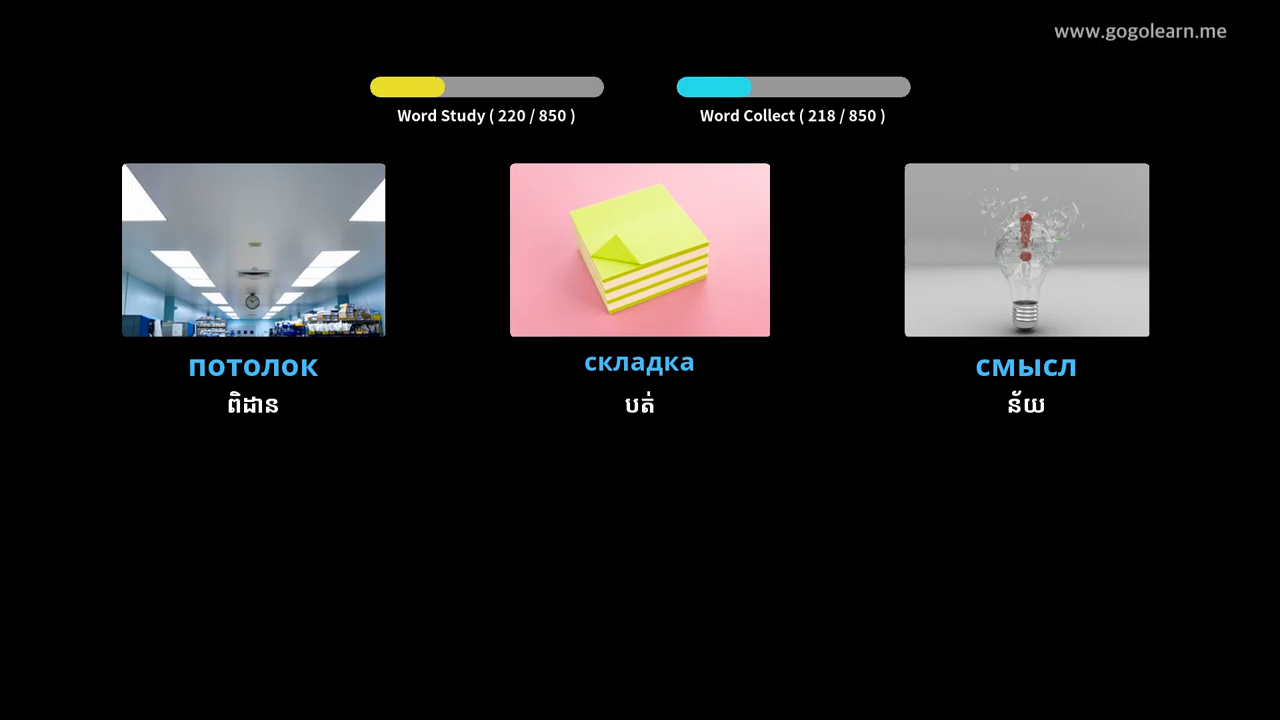 www.gogolearn.me
Word Study ( 220 / 850 )
Word Collect ( 218 / 850 )
потолок
ពិដាន
складка
បត់
смысл
ន័យ